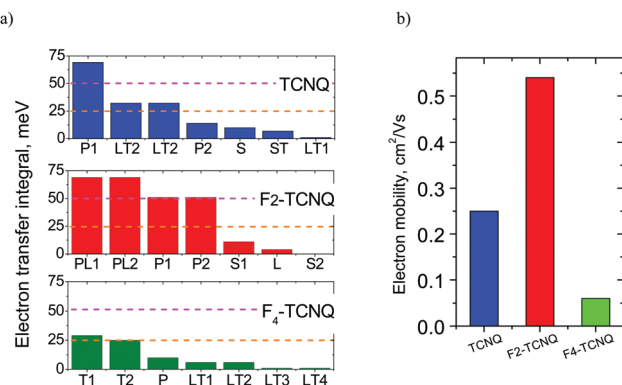 a)
b)
Electron transfer integral, meV
75
50
25
0
TCNQ
P1 LT2 LT2 P2 S ST LT1
75
50
25
0
F2-TCNQ
PL1 PL2 P1 P2 S1 L S2
75
50
25
0
F4-TCNQ
T1 T2 P LT1 LT2 LT3 LT4
Electron mobility, cm²/Vs
0.5
0.4
0.3
0.2
0.1
0.0
TCNQ
F2-TCNQ
F4-TCNQ